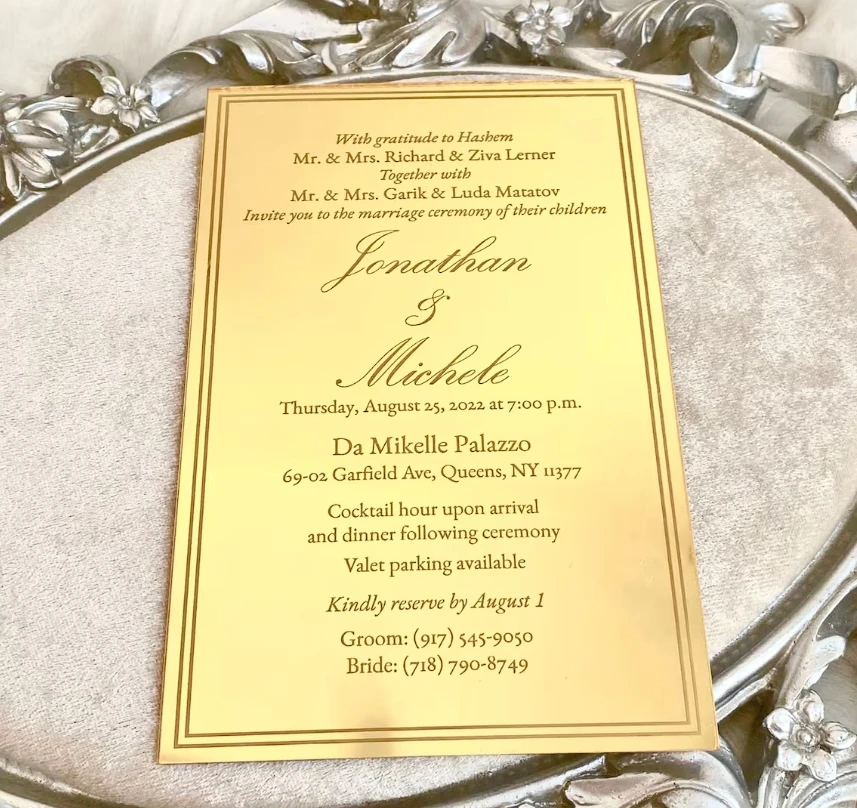 With gratitude to Hashem
Mr. & Mrs. Richard & Ziva Lerner
Together with
Mr. & Mrs. Garik & Luda Matatov
Invite you to the marriage ceremony of their children
Jonathan
&
Michele
Thursday, August 25, 2022 at 7:00 p.m.
Da Mikelle Palazzo
69-02 Garfield Ave, Queens, NY 11377
Cocktail hour upon arrival
and dinner following ceremony
Valet parking available
Kindly reserve by August 1
Groom: (917) 545-9050
Bride: (718) 790-8749